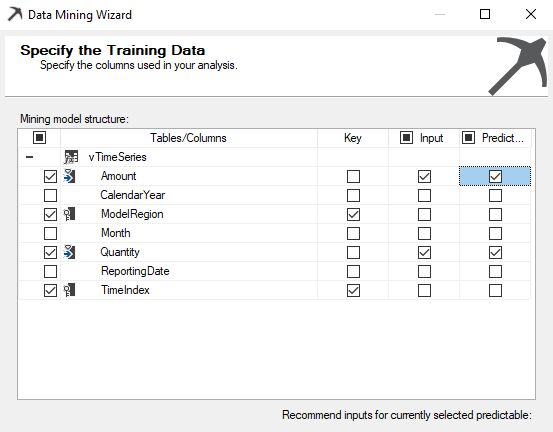 Data Mining Wizard
Specify the Training Data
Specify the columns used in your analysis.
Mining model structure:
Tables/Columns Key Input Predict...
vTimeSeries
Amount
CalendarYear
ModelRegion
Month
Quantity
ReportingDate
TimeIndex
Recommend inputs for currently selected predictable: